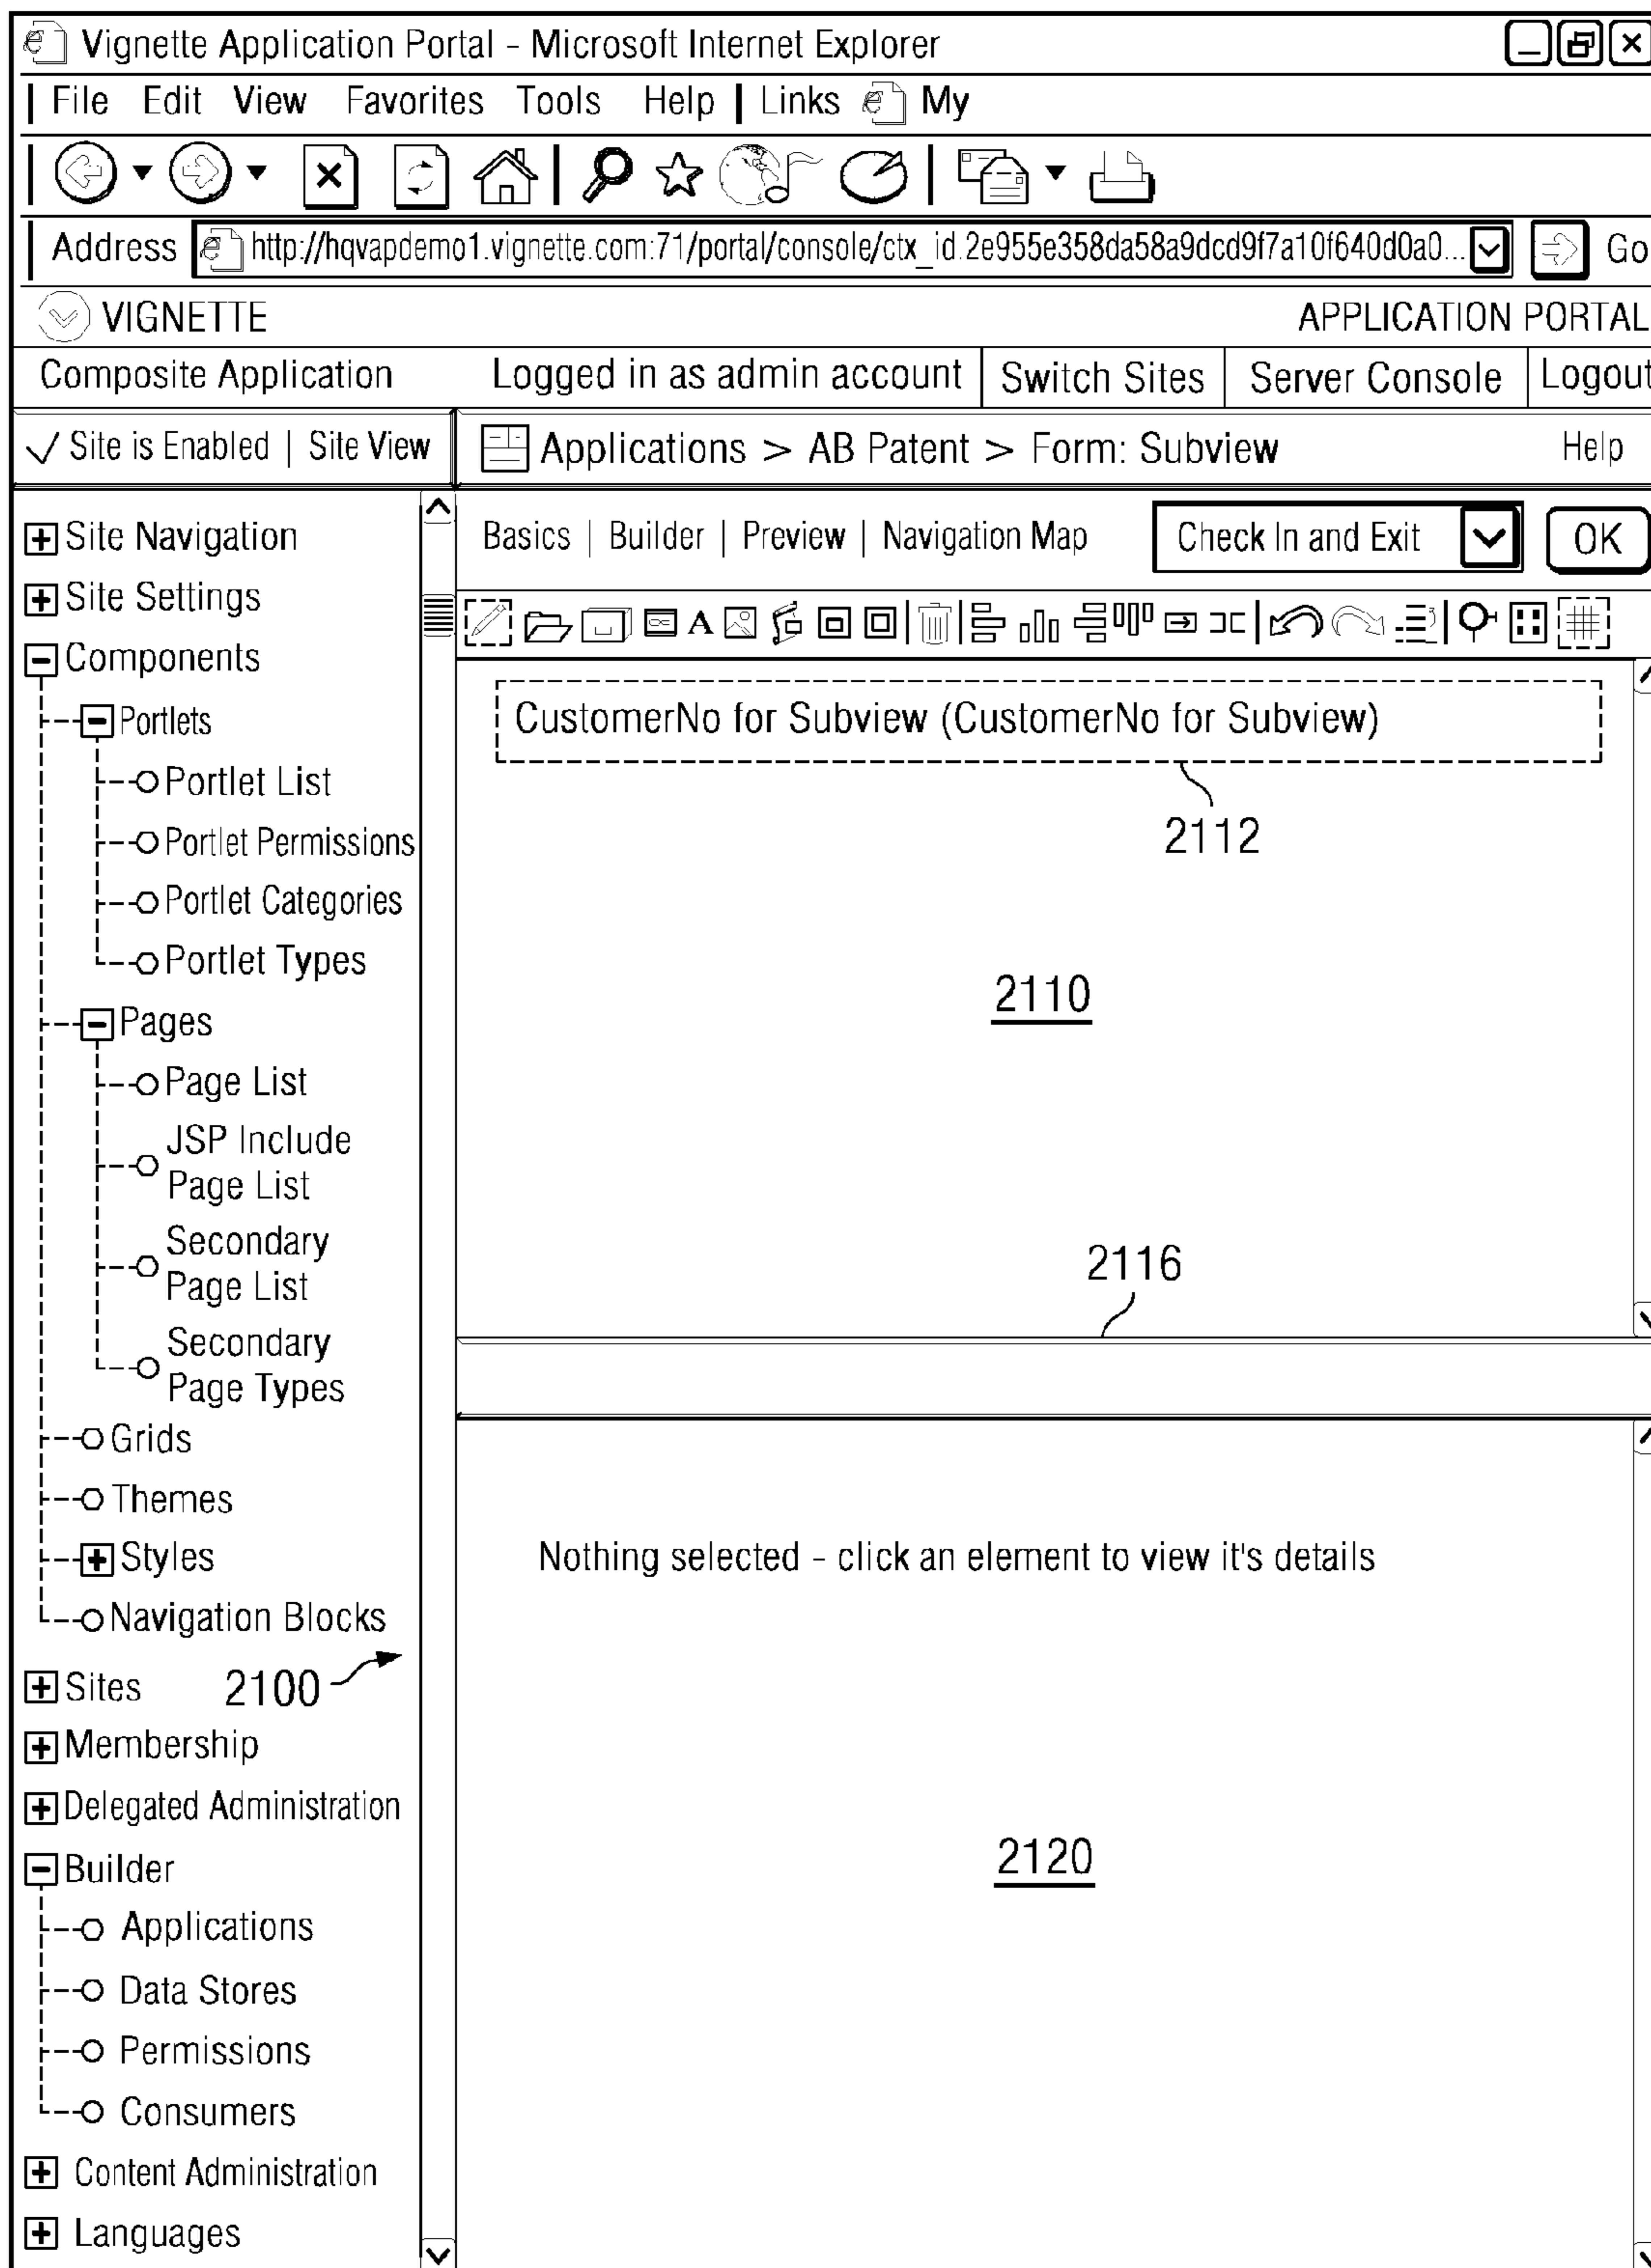 Vignette Application Portal - Microsoft Internet Explorer
File Edit View Favorites Tools Help | Links My
Address http://hqvapdemo1.vignette.com:71/portal/console/ctx_id.2e955e358da58a9dcd9f7a10f640d0a0... Go
VIGNETTE APPLICATION PORTAL
Composite Application Logged in as admin account Switch Sites Server Console Logout
Site is Enabled | Site View Applications > AB Patent > Form: Subview Help
Site Navigation
Site Settings
Components
Portlets
Portlet List
Portlet Permissions
Portlet Categories
Portlet Types
Pages
Page List
JSP Include
Page List
Secondary
Page List
Secondary
Page Types
Grids
Themes
Styles
Navigation Blocks
Sites 2100
Membership
Delegated Administration
Builder
Applications
Data Stores
Permissions
Consumers
Content Administration
Languages
Basics | Builder | Preview | Navigation Map Check In and Exit OK
A
CustomerNo for Subview (CustomerNo for Subview)
2112
2110
2116
Nothing selected - click an element to view it's details
2120